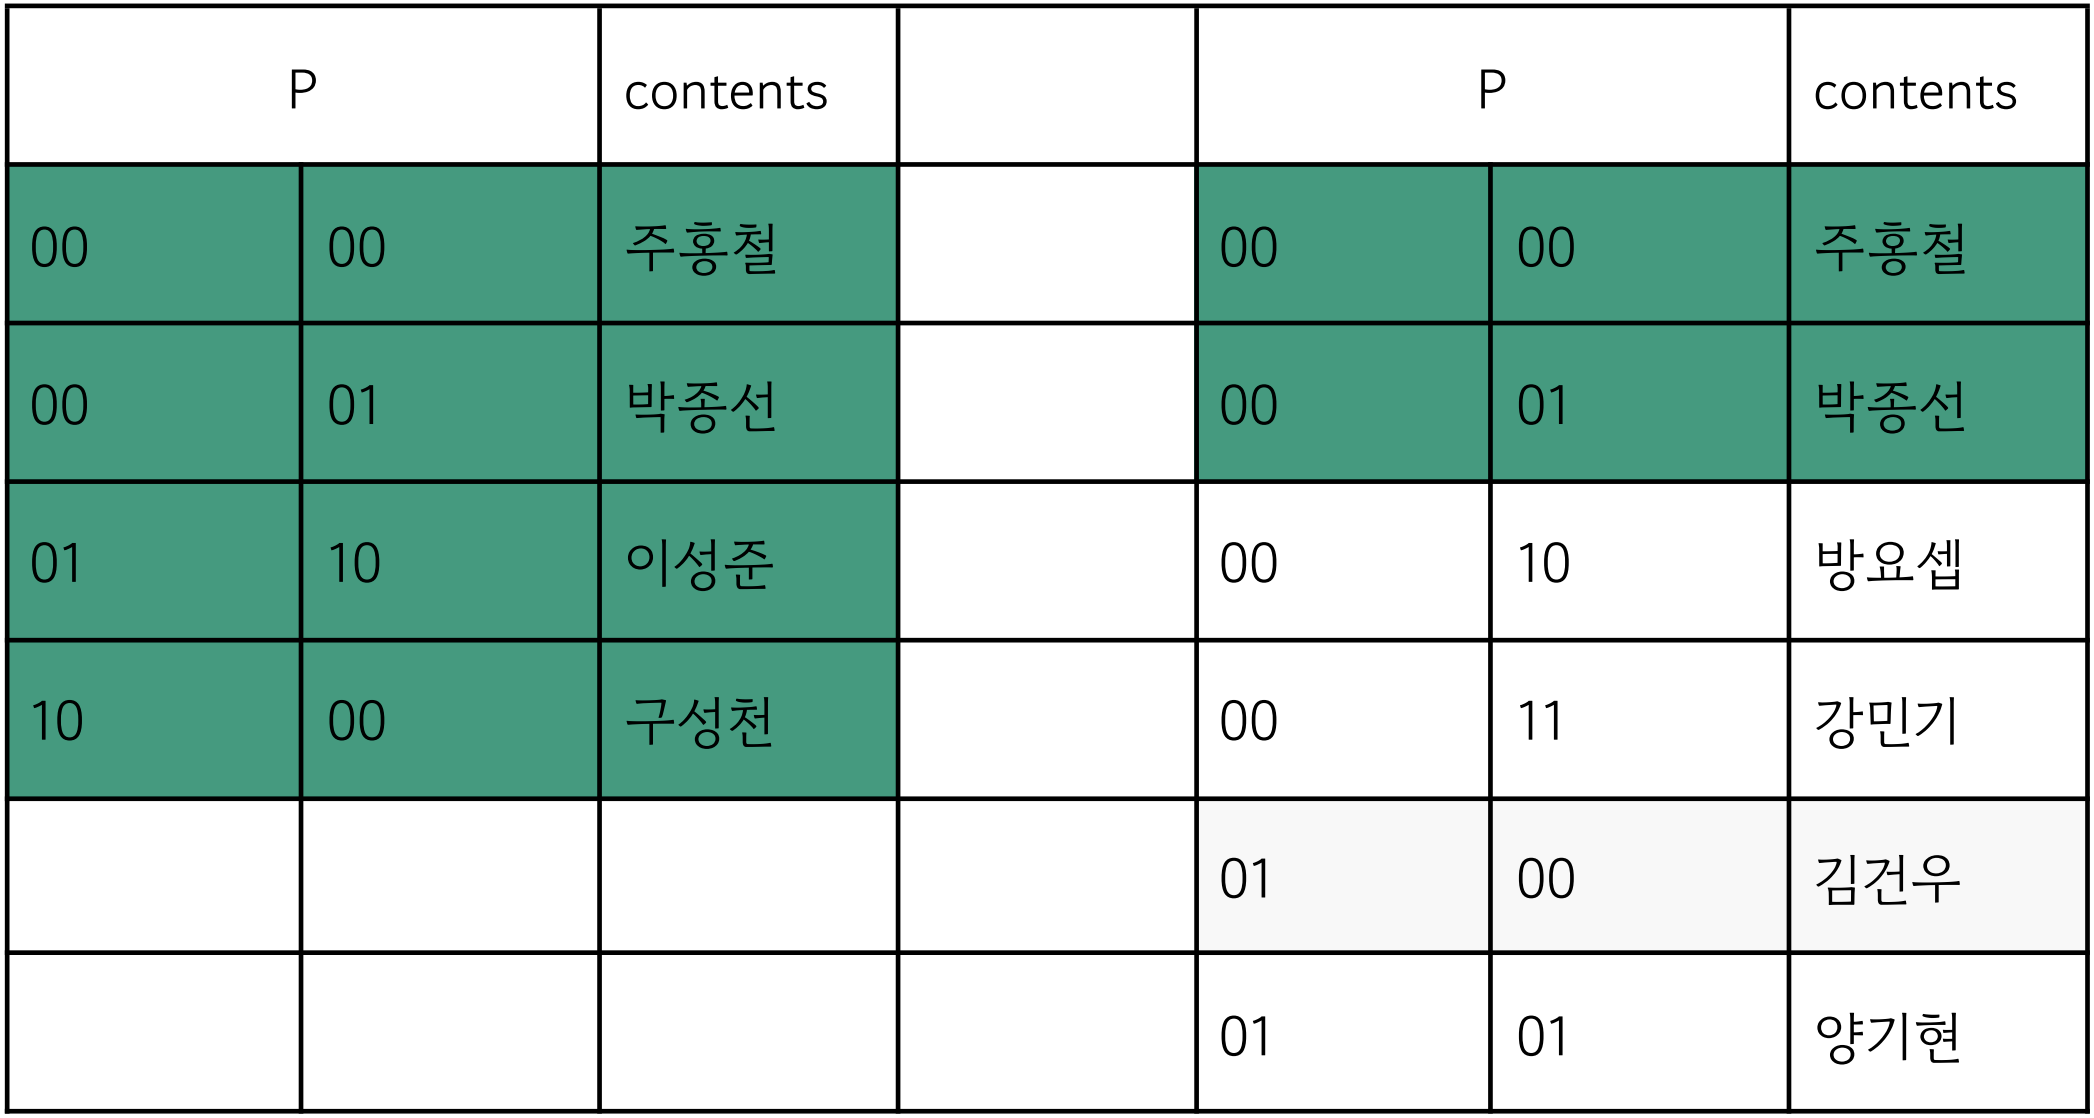 P contents P contents
00 00 주홍철 00 00 주홍철
00 01 박종선 00 01 박종선
01 10 이성준 00 10 방요셉
10 00 구성천 00 11 강민기
01 00 김건우
01 01 양기현